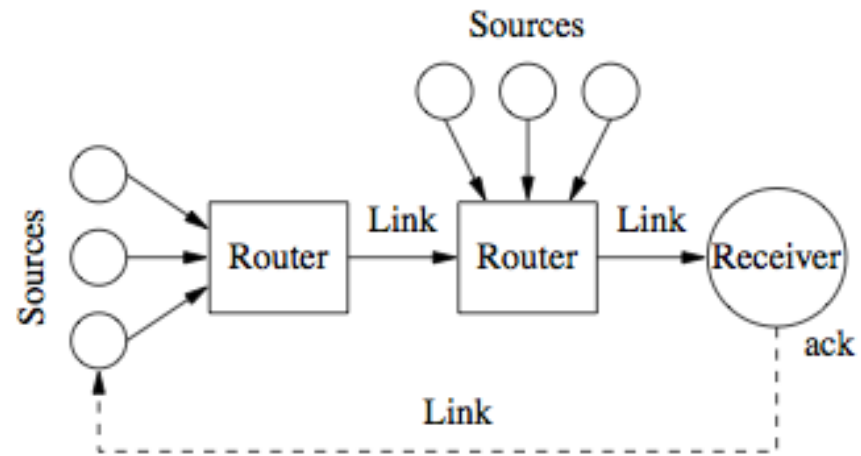 Sources
Sources
Link
Link
Router
Router
Receiver
ack
Link